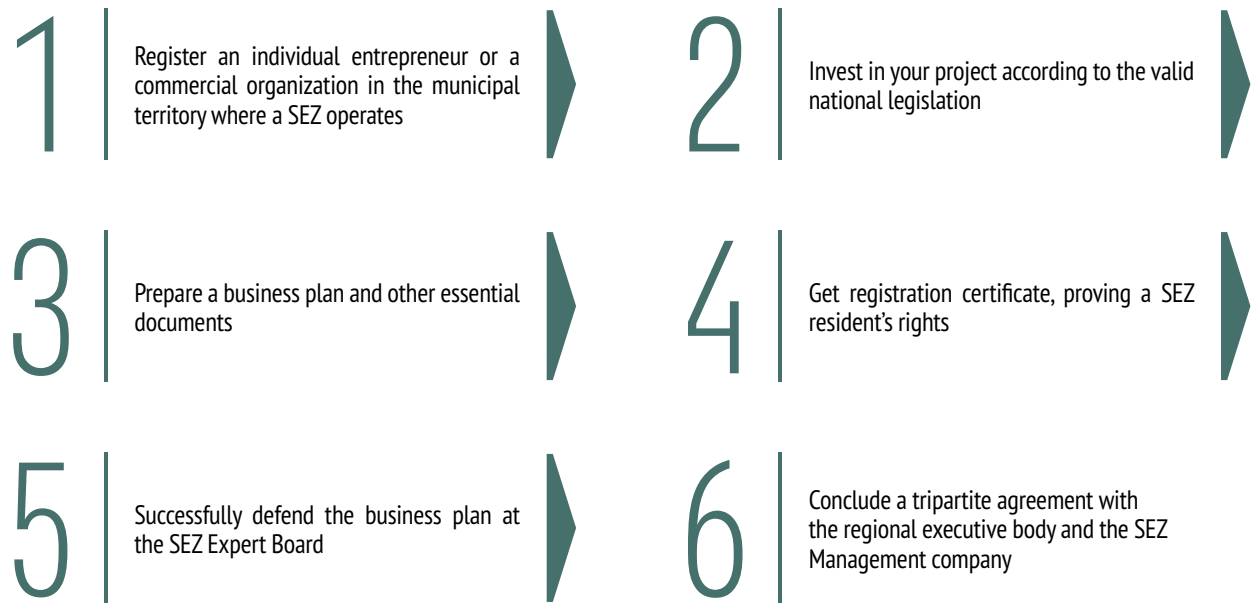 1
Register an individual entrepreneur or a
commercial organization in the municipal
territory where a SEZ operates
2
Invest in your project according to the valid
national legislation
3
Prepare a business plan and other essential
documents
4
Get registration certificate, proving a SEZ
resident's rights
5
Successfully defend the business plan at
the SEZ Expert Board
6
Conclude a tripartite agreement with
the regional executive body and the SEZ
Management company